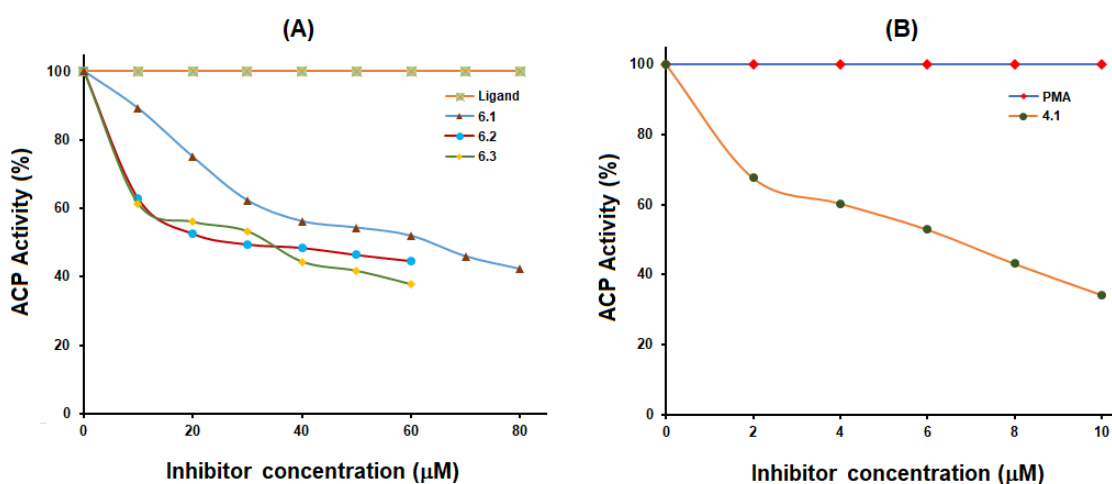 (A)
ACP Activity (%)
100
80
60
40
20
0
0 20 40 60 80
Inhibitor concentration (µM)
Ligand
6.1
6.2
6.3
(B)
ACP Activity (%)
100
80
60
40
20
0
0 2 4 6 8 10
Inhibitor concentration (µM)
PMA
4.1